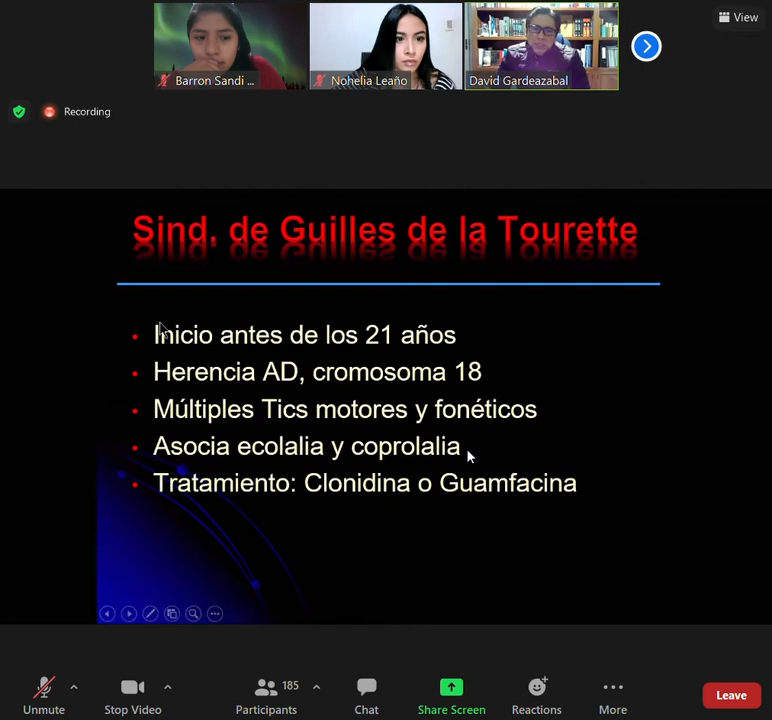 View
Barron Sandi ...
Nohelia Leaño
David Gardeazabal
Recording
Sind. de Guilles de la Tourette
• Inicio antes de los 21 años
• Herencia AD, cromosoma 18
• Múltiples Tics motores y fonéticos
• Asocia ecolalia y coprolalia
• Tratamiento: Clonidina o Guamfacina
185
Unmute
Stop Video
Participants
Chat
Share Screen
Reactions
More
Leave